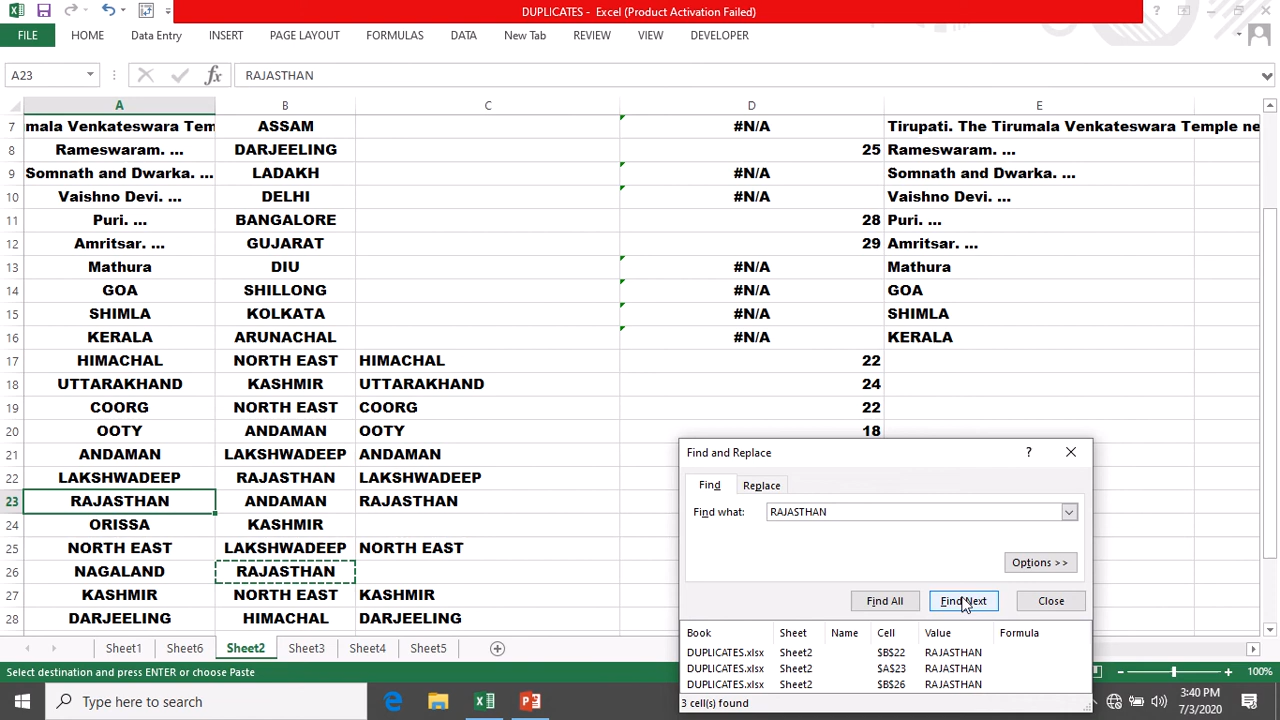 DUPLICATES - Excel (Product Activation Failed)
FILE HOME Data Entry INSERT PAGE LAYOUT FORMULAS DATA New Tab REVIEW VIEW DEVELOPER
A23 fx RAJASTHAN
A B C D E
7 mala Venkateswara Tem ASSAM #N/A Tirupati. The Tirumala Venkateswara Temple ne
8 Rameswaram. ... DARJEELING 25 Rameswaram. ...
9 Somnath and Dwarka. ... LADAKH #N/A Somnath and Dwarka. ...
10 Vaishno Devi. ... DELHI #N/A Vaishno Devi. ...
11 Puri. ... BANGALORE 28 Puri. ...
12 Amritsar. ... GUJARAT 29 Amritsar. ...
13 Mathura DIU #N/A Mathura
14 GOA SHILLONG #N/A GOA
15 SHIMLA KOLKATA #N/A SHIMLA
16 KERALA ARUNACHAL #N/A KERALA
17 HIMACHAL NORTH EAST HIMACHAL 22
18 UTTARAKHAND KASHMIR UTTARAKHAND 24
19 COORG NORTH EAST COORG 22
20 OOTY ANDAMAN OOTY 18
21 ANDAMAN LAKSHWADEEP ANDAMAN
22 LAKSHWADEEP RAJASTHAN LAKSHWADEEP
23 RAJASTHAN ANDAMAN RAJASTHAN
24 ORISSA KASHMIR
25 NORTH EAST LAKSHWADEEP NORTH EAST
26 NAGALAND RAJASTHAN
27 KASHMIR NORTH EAST KASHMIR
28 DARJEELING HIMACHAL DARJEELING
Find and Replace ?
Find Replace
Find what: RAJASTHAN
Options >>
Find All Find Next Close
Book Sheet Name Cell Value Formula
DUPLICATES.xlsx Sheet2 $B$22 RAJASTHAN
DUPLICATES.xlsx Sheet2 $A$23 RAJASTHAN
DUPLICATES.xlsx Sheet2 $B$26 RAJASTHAN
3 cell(s) found
Sheet1 Sheet6 Sheet2 Sheet3 Sheet4 Sheet5
Select destination and press ENTER or choose Paste 100%
Type here to search
3:40 PM
7/3/2020